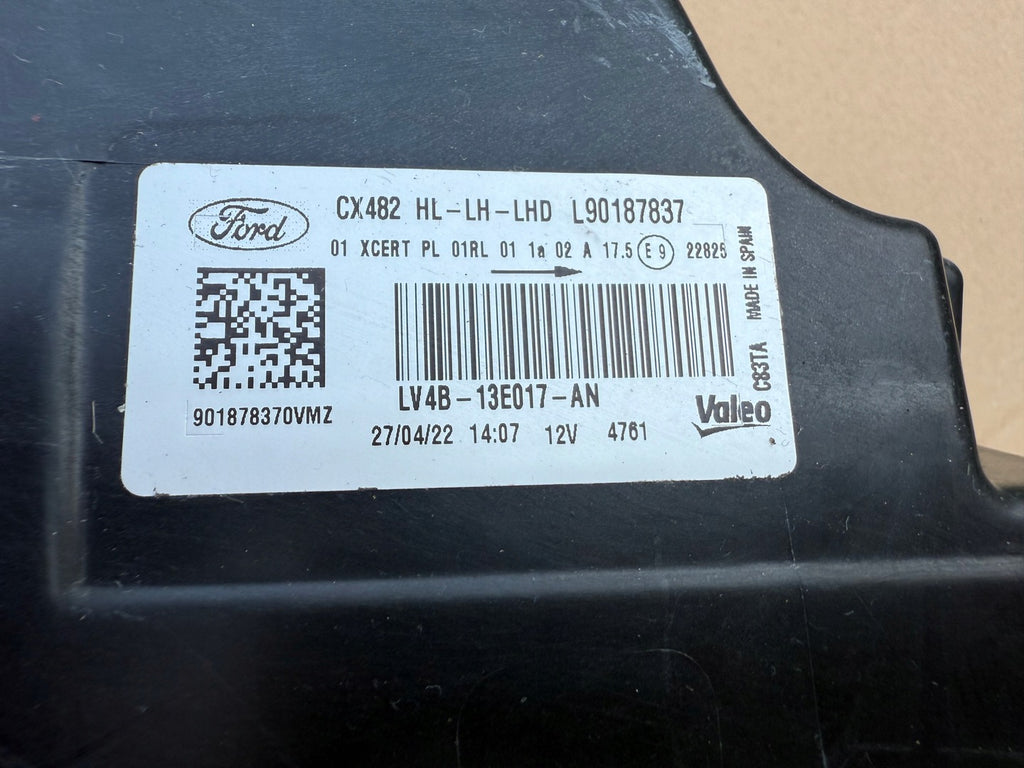 Ford
CX482 HL-LH-LHD L90187837
01 XCERT PL 01RL 01 1a 02 A 17.5 E 9 22825
MADE IN SPAIN
C83TA
901878370VMZ
LV4B-13E017-AN
27/04/22 14:07 12V 4761
Valeo